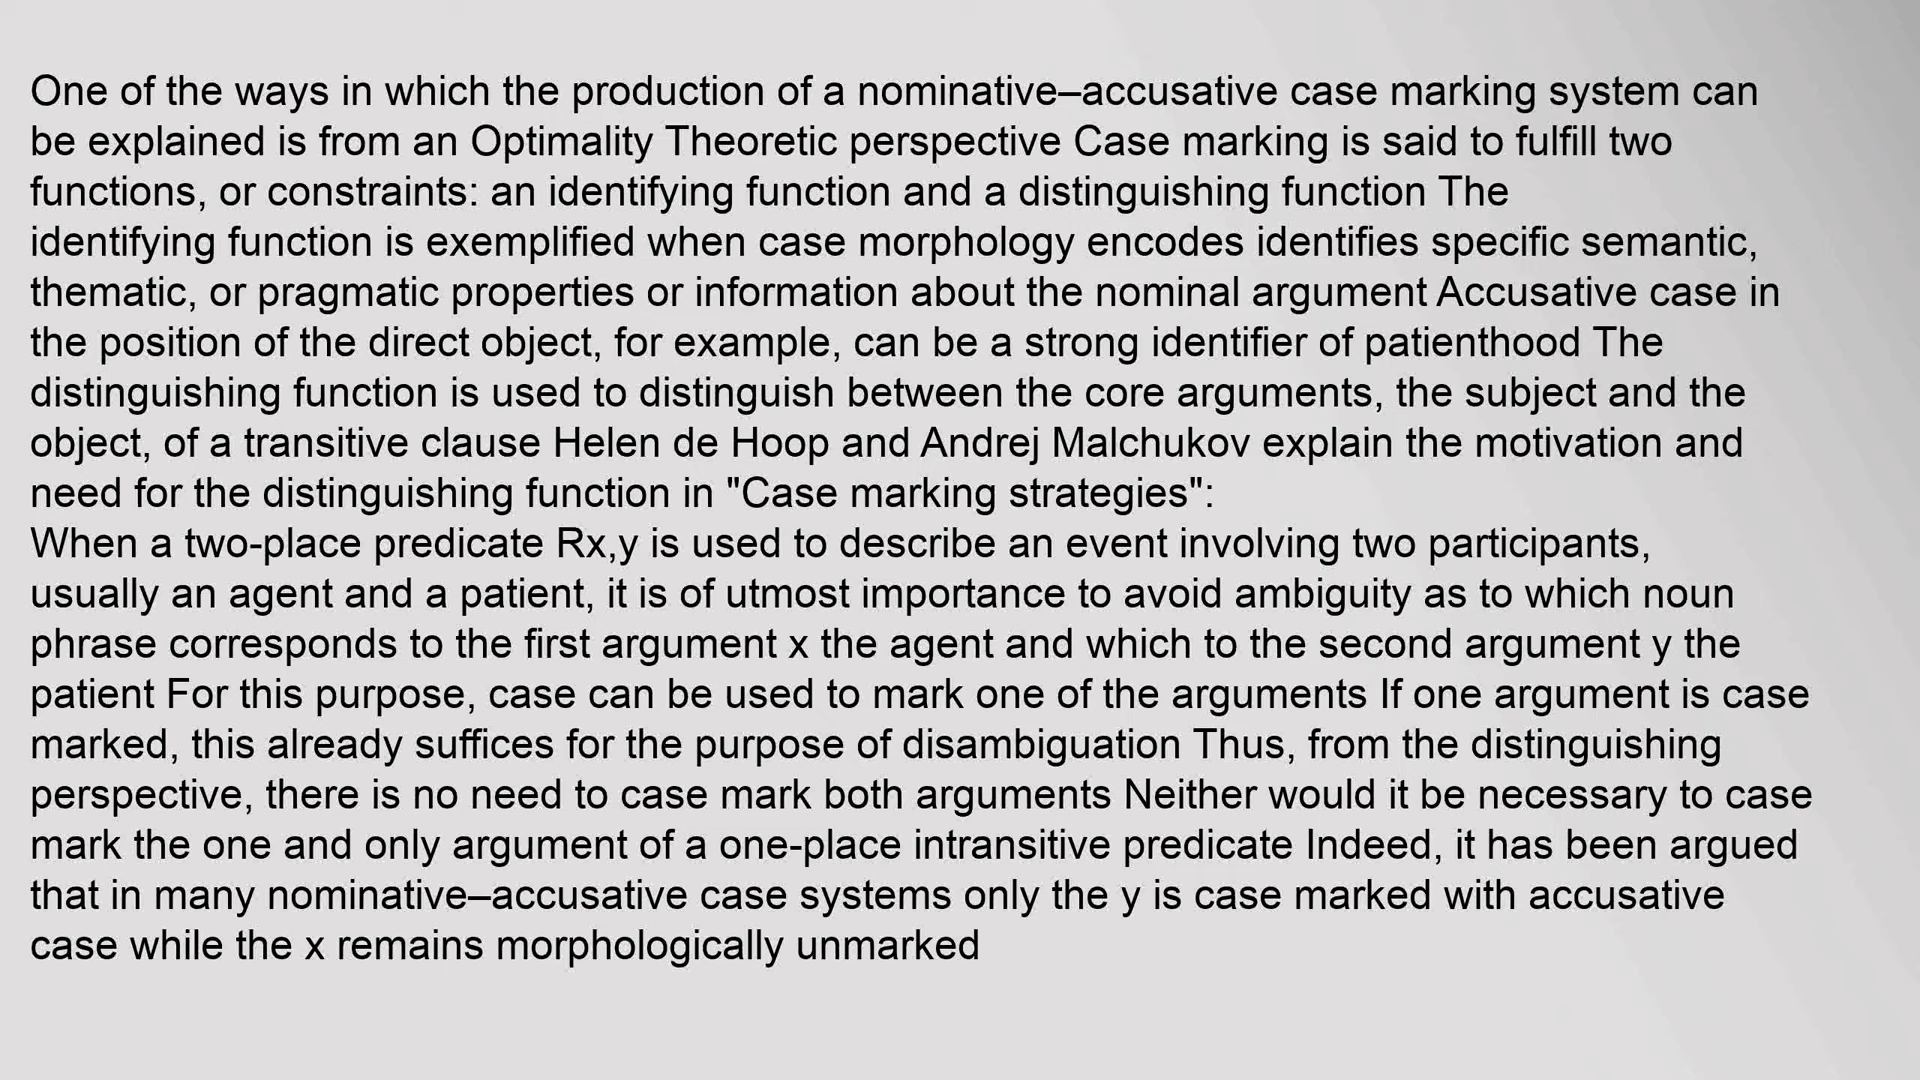 One of the ways in which the production of a nominative–accusative case marking system can
be explained is from an Optimality Theoretic perspective Case marking is said to fulfill two
functions, or constraints: an identifying function and a distinguishing function The
identifying function is exemplified when case morphology encodes identifies specific semantic,
thematic, or pragmatic properties or information about the nominal argument Accusative case in
the position of the direct object, for example, can be a strong identifier of patienthood The
distinguishing function is used to distinguish between the core arguments, the subject and the
object, of a transitive clause Helen de Hoop and Andrej Malchukov explain the motivation and
need for the distinguishing function in "Case marking strategies":
When a two-place predicate Rx,y is used to describe an event involving two participants,
usually an agent and a patient, it is of utmost importance to avoid ambiguity as to which noun
phrase corresponds to the first argument x the agent and which to the second argument y the
patient For this purpose, case can be used to mark one of the arguments If one argument is case
marked, this already suffices for the purpose of disambiguation Thus, from the distinguishing
perspective, there is no need to case mark both arguments Neither would it be necessary to case
mark the one and only argument of a one-place intransitive predicate Indeed, it has been argued
that in many nominative–accusative case systems only the y is case marked with accusative
case while the x remains morphologically unmarked